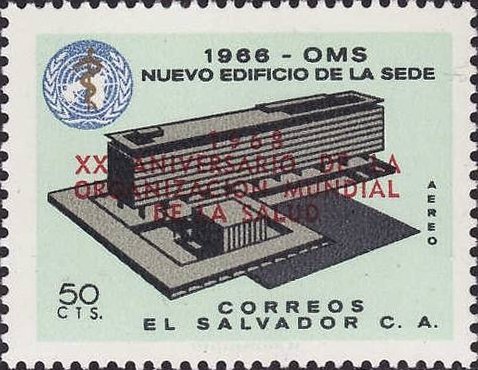 1966 - OMS
NUEVO EDIFICIO DE LA SEDE
1968
XX ANIVERSARIO DE LA
ORGANIZACION MUNDIAL
DE LA SALUD
AEREO
50
CTS.
CORREOS
EL SALVADOR C. A.